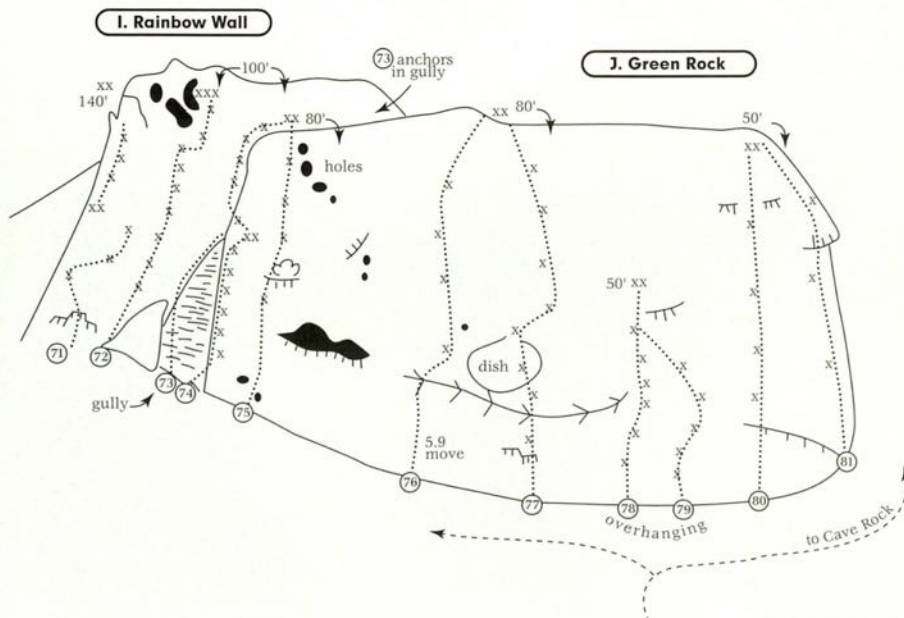 I. Rainbow Wall
73 anchors
in gully
J. Green Rock
xx
140'
xxx
100'
xx
80'
xx
80'
50'
xx
holes
xx
xx
50' xx
dish
71
72
73
74
gully
75
5.9
move
76
77
78
79
80
81
overhanging
to Cave Rock